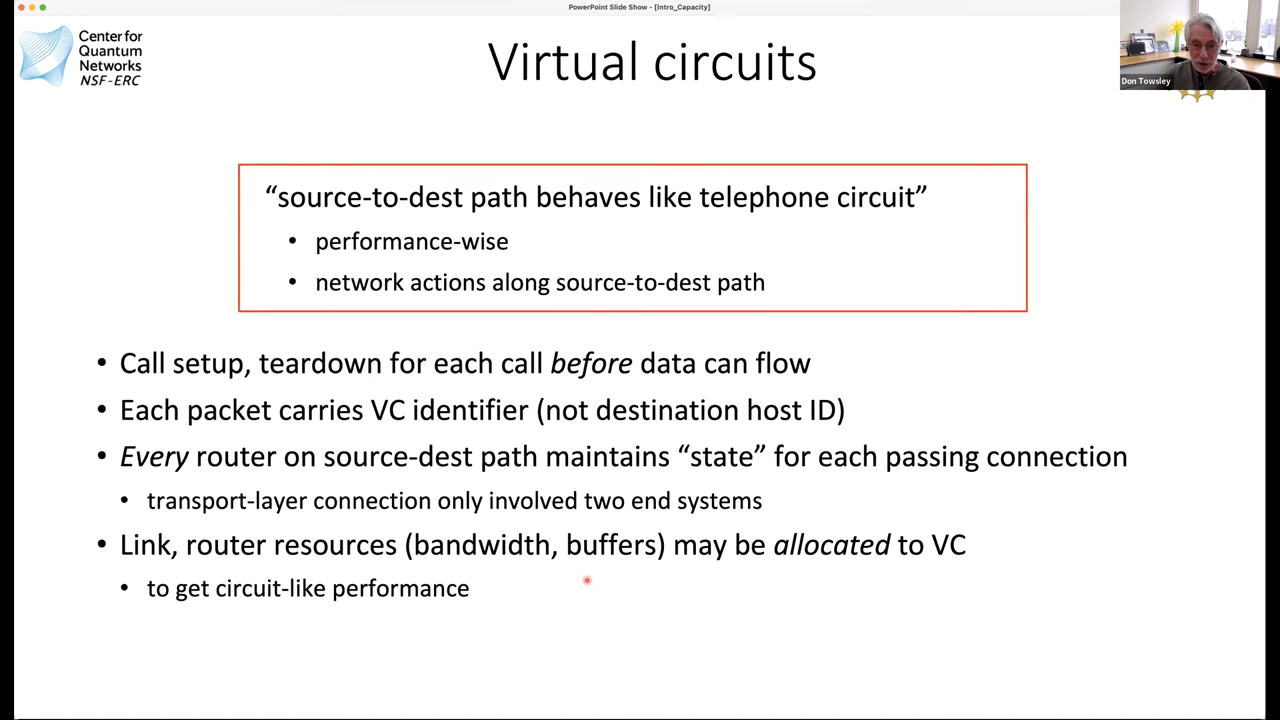 PowerPoint Slide Show - [Intro_Capacity]
Center for
Quantum
Networks
NSF-ERC
Virtual circuits
Don Towsley
“source-to-dest path behaves like telephone circuit”
• performance-wise
• network actions along source-to-dest path
• Call setup, teardown for each call before data can flow
• Each packet carries VC identifier (not destination host ID)
• Every router on source-dest path maintains “state” for each passing connection
• transport-layer connection only involved two end systems
• Link, router resources (bandwidth, buffers) may be allocated to VC
• to get circuit-like performance